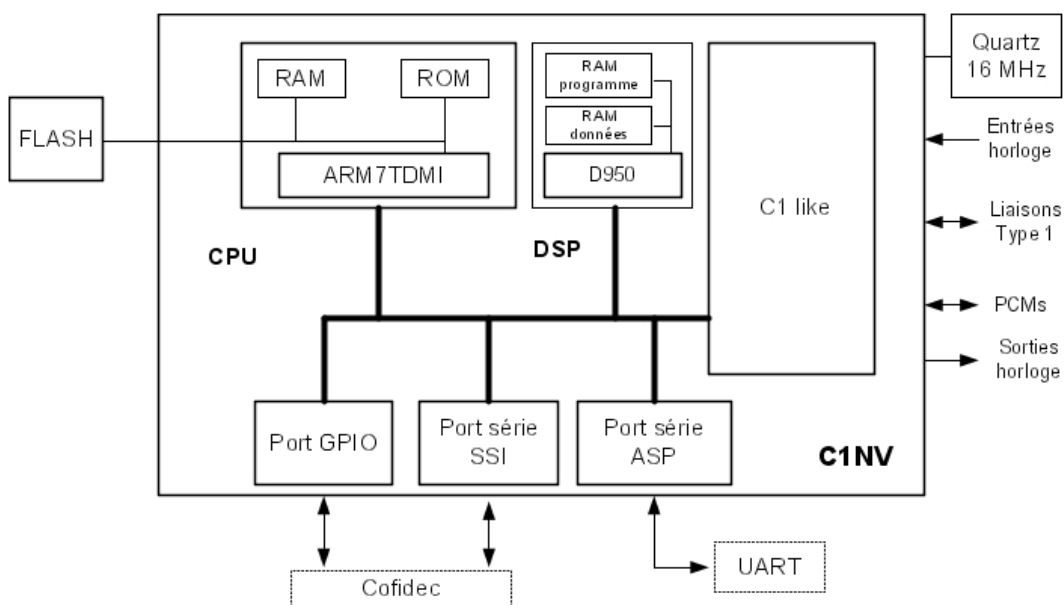 Quartz
16 MHz
RAM
ROM
RAM
programme
RAM
données
FLASH
ARM7TDMI
D950
C1 like
Entrées
horloge
Liaisons
Type 1
CPU
DSP
PCMs
Sorties
horloge
Port GPIO
Port série
SSI
Port série
ASP
C1NV
Cofidec
UART